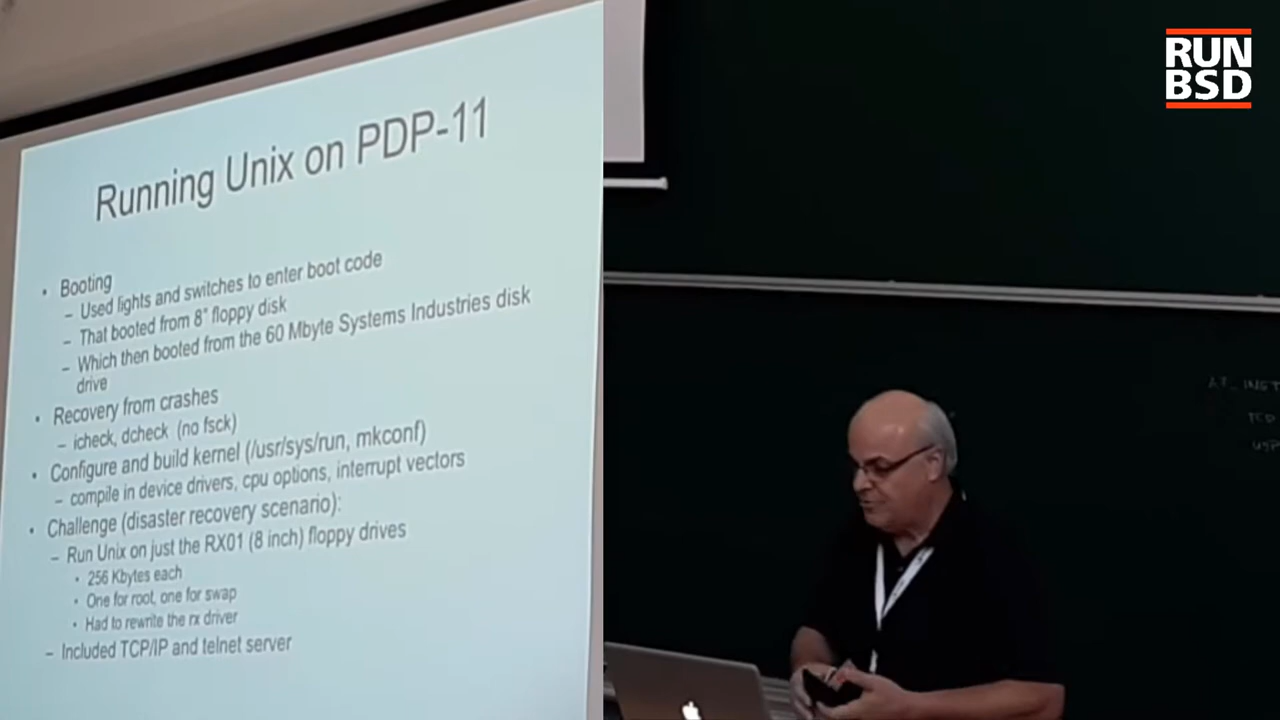 RUN
BSD
Running Unix on PDP-11
• Booting
– Used lights and switches to enter boot code
– That booted from 8" floppy disk
– Which then booted from the 60 Mbyte Systems Industries disk
drive
• Recovery from crashes
– icheck, dcheck (no fsck)
• Configure and build kernel (/usr/sys/run, mkconf)
– compile in device drivers, cpu options, interrupt vectors
• Challenge (disaster recovery scenario):
– Run Unix on just the RX01 (8 inch) floppy drives
• 256 Kbytes each
• One for root, one for swap
• Had to rewrite the rx driver
– Included TCP/IP and telnet server